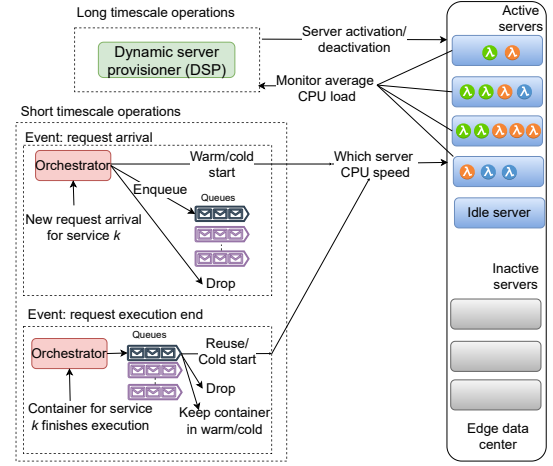 Long timescale operations
Dynamic server
provisioner (DSP)
Server activation/
deactivation
Monitor average
CPU load
Active
servers
λ λ
λ λ λ λ
λ λ λ λ λ
λ λ λ
Idle server
Inactive
servers
Edge data
center
Short timescale operations
Event: request arrival
Orchestrator
Warm/cold
start
Which server
CPU speed
Enqueue
Queues
New request arrival
for service k
Drop
Event: request execution end
Queues
Orchestrator
Reuse/
Cold start
Drop
Container for service
k finishes execution
Keep container
in warm/cold